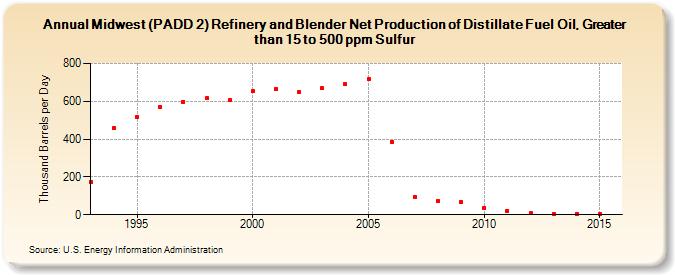 Annual Midwest (PADD 2) Refinery and Blender Net Production of Distillate Fuel Oil, Greater
than 15 to 500 ppm Sulfur
Thousand Barrels per Day
800
600
400
200
0
1995 2000 2005 2010 2015
Source: U.S. Energy Information Administration